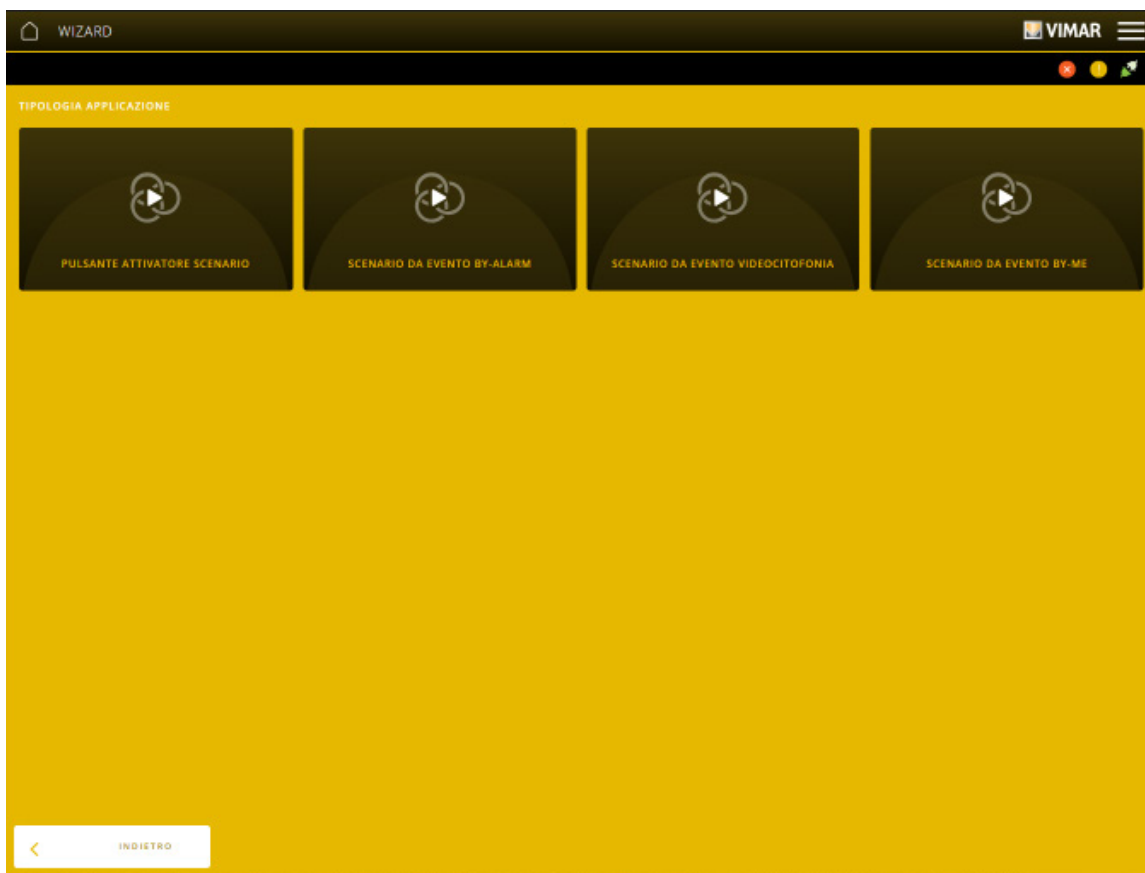 WIZARD
VIMAR
TIPOLOGIA APPLICAZIONE
PULSANTE ATTIVATORE SCENARIO
SCENARIO DA EVENTO BY-ALARM
SCENARIO DA EVENTO VIDEOCITOFONIA
SCENARIO DA EVENTO BY-ME
INDIETRO